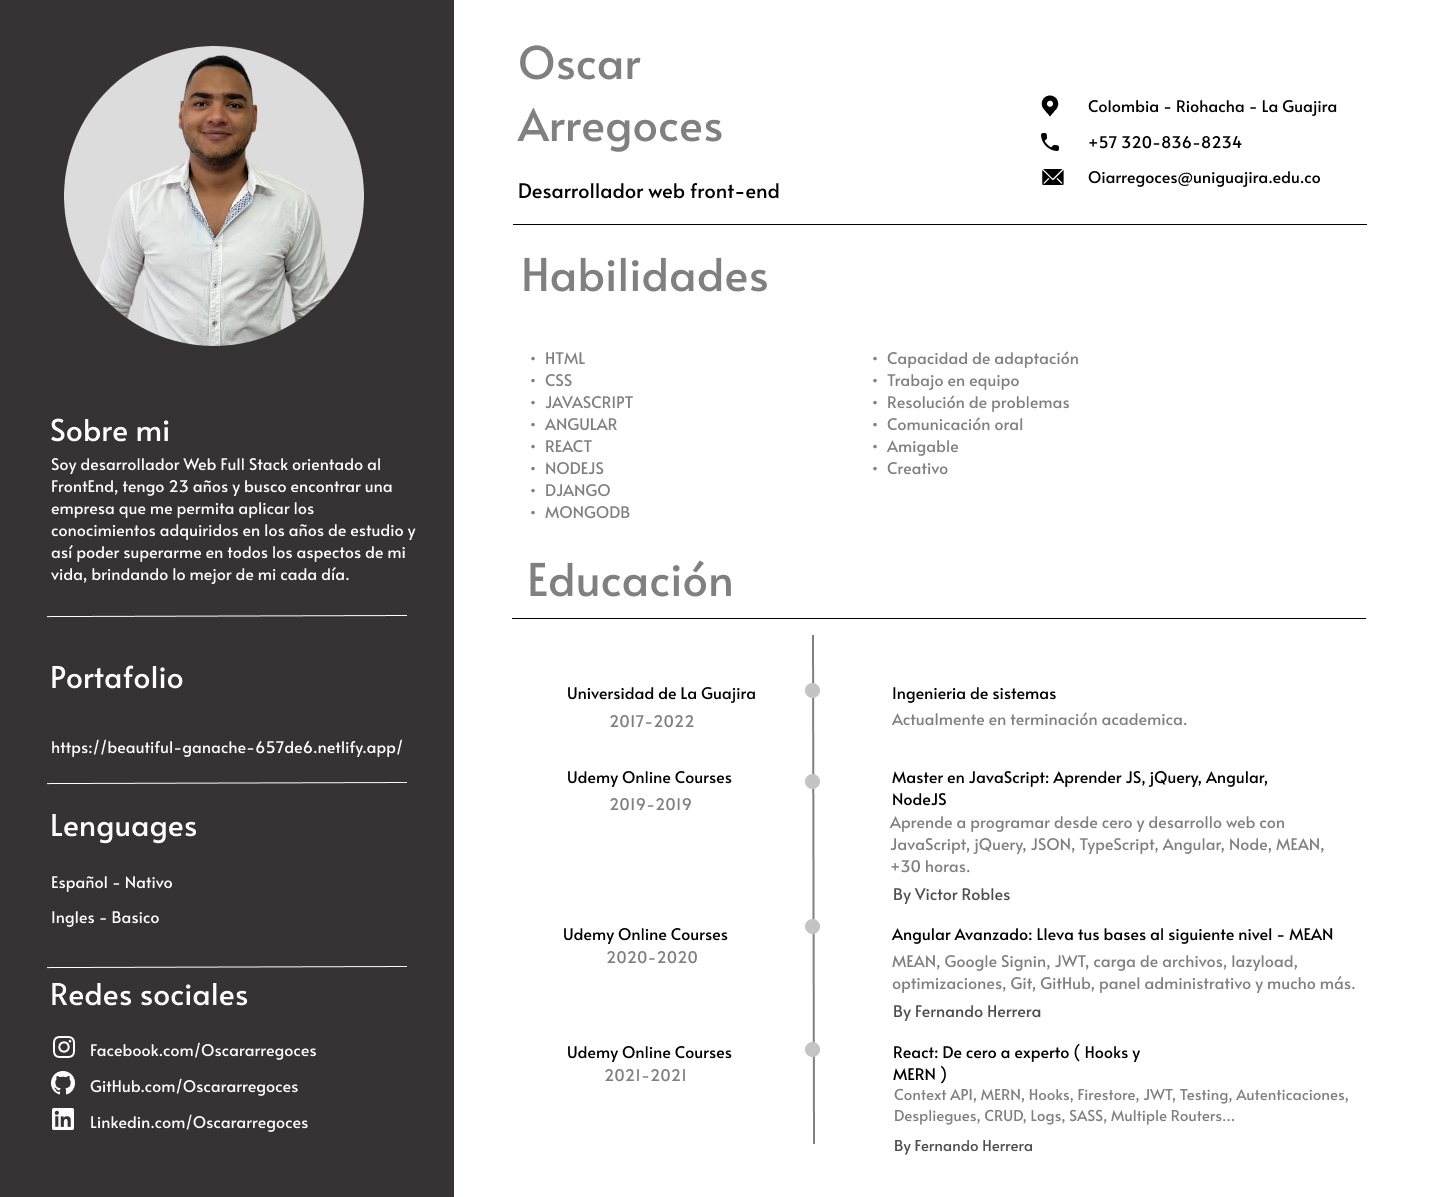 Sobre mi
Soy desarrollador Web Full Stack orientado al
FrontEnd, tengo 23 años y busco encontrar una
empresa que me permita aplicar los
conocimientos adquiridos en los años de estudio y
así poder superarme en todos los aspectos de mi
vida, brindando lo mejor de mi cada día.
Portafolio
https://beautiful-ganache-657de6.netlify.app/
Lenguages
Español - Nativo
Ingles - Basico
Redes sociales
Facebook.com/Oscararregoces
GitHub.com/Oscararregoces
Linkedin.com/Oscararregoces
Oscar
Arregoces
Desarrollador web front-end
Colombia - Riohacha - La Guajira
+57 320-836-8234
Oiarregoces@uniguajira.edu.co
Habilidades
• HTML
• CSS
• JAVASCRIPT
• ANGULAR
• REACT
• NODEJS
• DJANGO
• MONGODB
• Capacidad de adaptación
• Trabajo en equipo
• Resolución de problemas
• Comunicación oral
• Amigable
• Creativo
Educación
Universidad de La Guajira
2017-2022
Ingenieria de sistemas
Actualmente en terminación academica.
Udemy Online Courses
2019-2019
Master en JavaScript: Aprender JS, jQuery, Angular,
NodeJS
Aprende a programar desde cero y desarrollo web con
JavaScript, jQuery, JSON, TypeScript, Angular, Node, MEAN,
+30 horas.
By Victor Robles
Udemy Online Courses
2020-2020
Angular Avanzado: Lleva tus bases al siguiente nivel - MEAN
MEAN, Google Signin, JWT, carga de archivos, lazyload,
optimizaciones, Git, GitHub, panel administrativo y mucho más.
By Fernando Herrera
Udemy Online Courses
2021-2021
React: De cero a experto ( Hooks y
MERN )
Context API, MERN, Hooks, Firestore, JWT, Testing, Autenticaciones,
Despliegues, CRUD, Logs, SASS, Multiple Routers...
By Fernando Herrera